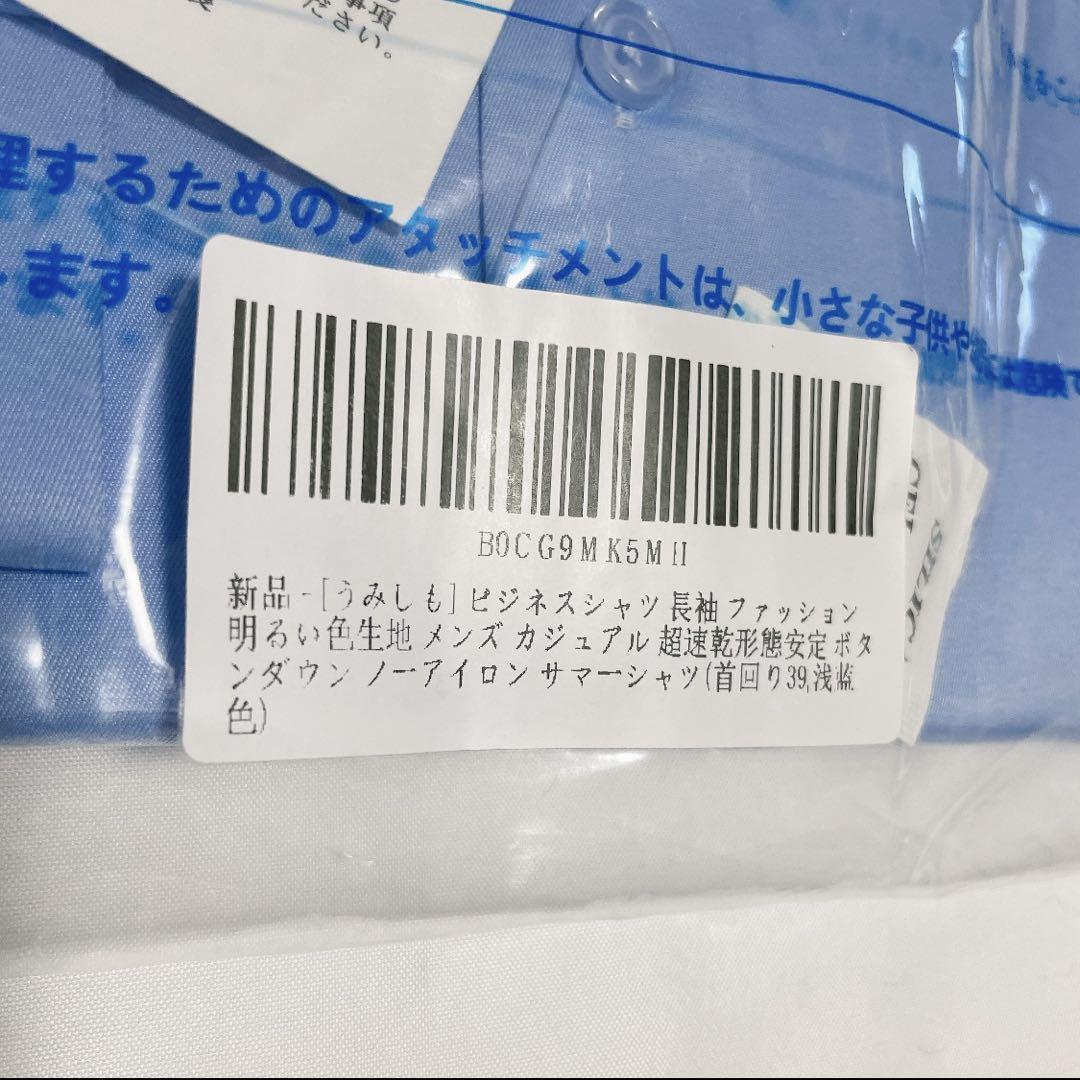 事項
ださい。
理するためのアタッチメントは、小さな子供や
します。
B0CG9MK5MH
新品 - [うみしも] ビジネスシャツ 長袖 ファッション
明るい色生地 メンズ カジュアル 超速乾形態安定 ボタ
ンダウン ノーアイロン サマーシャツ(首回り39,浅藍
色)